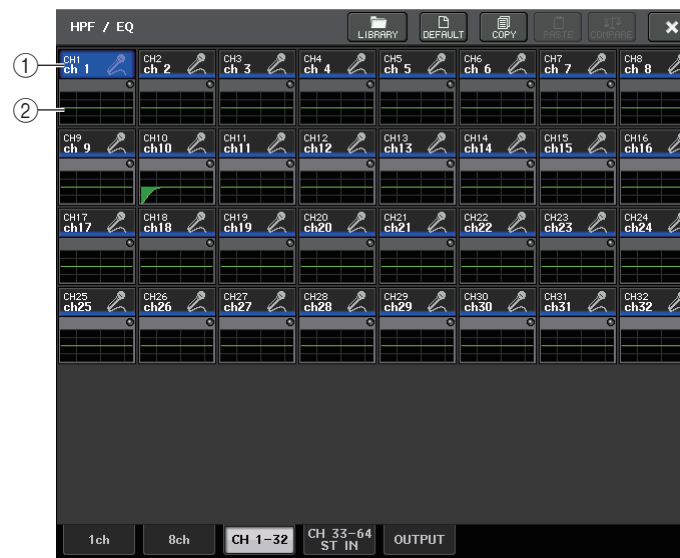 HPF / EQ
LIBRARY DEFAULT COPY PASTE COMPARE
①
②
CH1 CH2 CH3 CH4 CH5 CH6 CH7 CH8
ch 1 ch 2 ch 3 ch 4 ch 5 ch 6 ch 7 ch 8
CH9 CH10 CH11 CH12 CH13 CH14 CH15 CH16
ch 9 ch10 ch11 ch12 ch13 ch14 ch15 ch16
CH17 CH18 CH19 CH20 CH21 CH22 CH23 CH24
ch17 ch18 ch19 ch20 ch21 ch22 ch23 ch24
CH25 CH26 CH27 CH28 CH29 CH30 CH31 CH32
ch25 ch26 ch27 ch28 ch29 ch30 ch31 ch32
1ch 8ch CH 1-32 CH 33-64 OUTPUT
ST IN